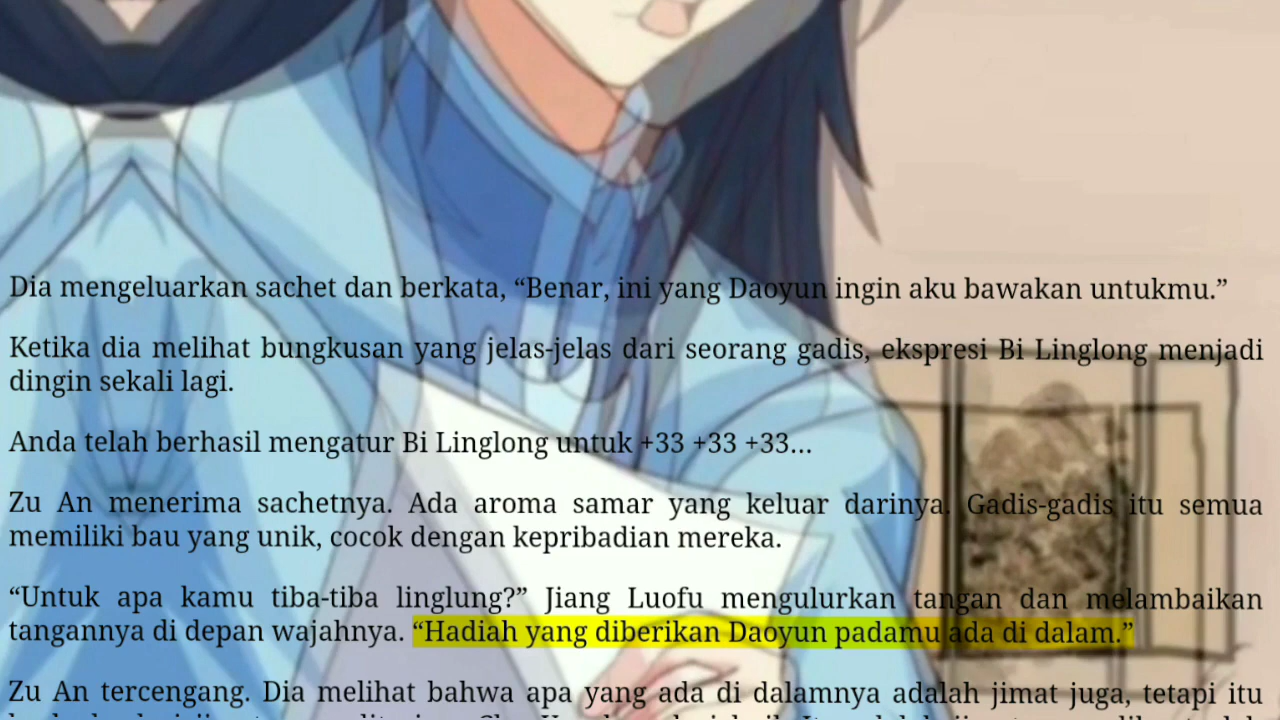 Dia mengeluarkan sachet dan berkata, “Benar, ini yang Daoyun ingin aku bawakan untukmu.”
Ketika dia melihat bungkusan yang jelas-jelas dari seorang gadis, ekspresi Bi Linglong menjadi
dingin sekali lagi.
Anda telah berhasil mengatur Bi Linglong untuk +33 +33 +33...
Zu An menerima sachetnya. Ada aroma samar yang keluar darinya. Gadis-gadis itu semua
memiliki bau yang unik, cocok dengan kepribadian mereka.
“Untuk apa kamu tiba-tiba linglung?” Jiang Luofu mengulurkan tangan dan melambaikan
tangannya di depan wajahnya. “Hadiah yang diberikan Daoyun padamu ada di dalam.”
Zu An tercengang. Dia melihat bahwa apa yang ada di dalamnya adalah jimat juga, tetapi itu